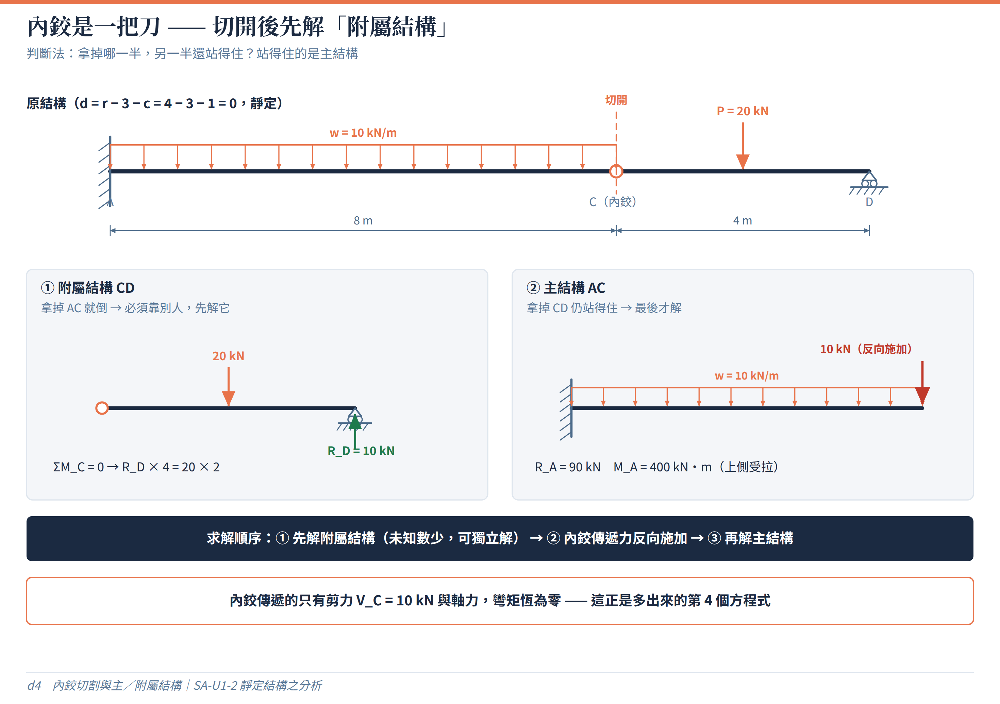 內鉸是一把刀 —— 切開後先解「附屬結構」
判斷法：拿掉哪一半，另一半還站得住？站得住的是主結構
原結構（d = r − 3 − c = 4 − 3 − 1 = 0，靜定）
切開
P = 20 kN
w = 10 kN/m
A
C（內鉸）
D
8 m
4 m
① 附屬結構 CD
拿掉 AC 就倒 → 必須靠別人，先解它
20 kN
R_D = 10 kN
ΣM_C = 0 → R_D × 4 = 20 × 2
② 主結構 AC
拿掉 CD 仍站得住 → 最後才解
10 kN（反向施加）
w = 10 kN/m
R_A = 90 kN　M_A = 400 kN·m（上側受拉）
求解順序：① 先解附屬結構（未知數少，可獨立解） → ② 內鉸傳遞力反向施加 → ③ 再解主結構
內鉸傳遞的只有剪力 V_C = 10 kN 與軸力，彎矩恆為零 —— 這正是多出來的第 4 個方程式
d4　內鉸切割與主／附屬結構｜SA-U1-2 靜定結構之分析